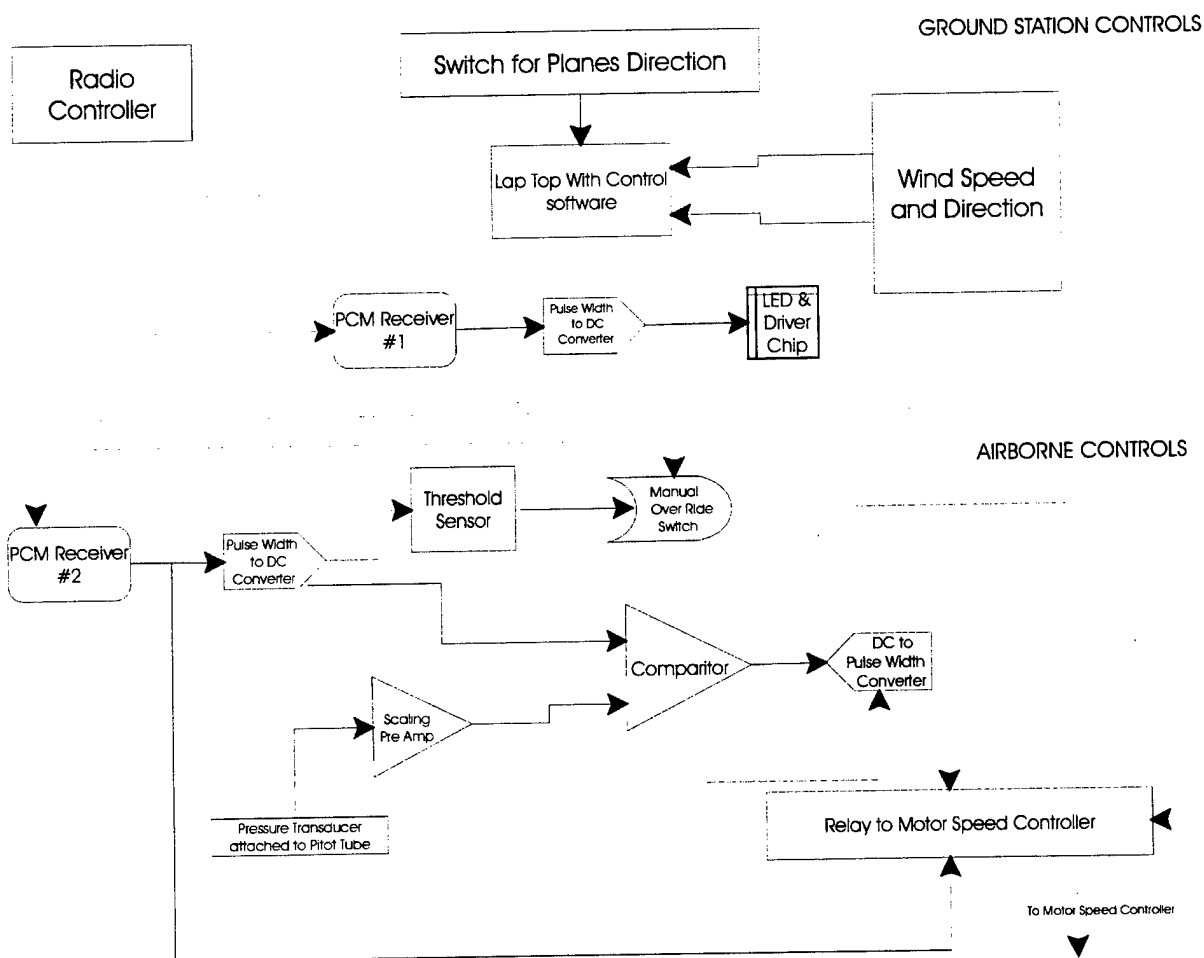 GROUND STATION CONTROLS
Radio
Controller
Switch for Planes Direction
Lap Top With Control
software
Wind Speed
and Direction
PCM Receiver
#1
Pulse Width
to DC
Converter
LED &
Driver
Chip
AIRBORNE CONTROLS
Threshold
Sensor
Manual
Over Ride
Switch
PCM Receiver
#2
Pulse Width
to DC
Converter
Comparitor
DC to
Pulse Width
Converter
Scaling
Pre Amp
Pressure Transducer
attached to Pitot Tube
Relay to Motor Speed Controller
To Motor Speed Controller